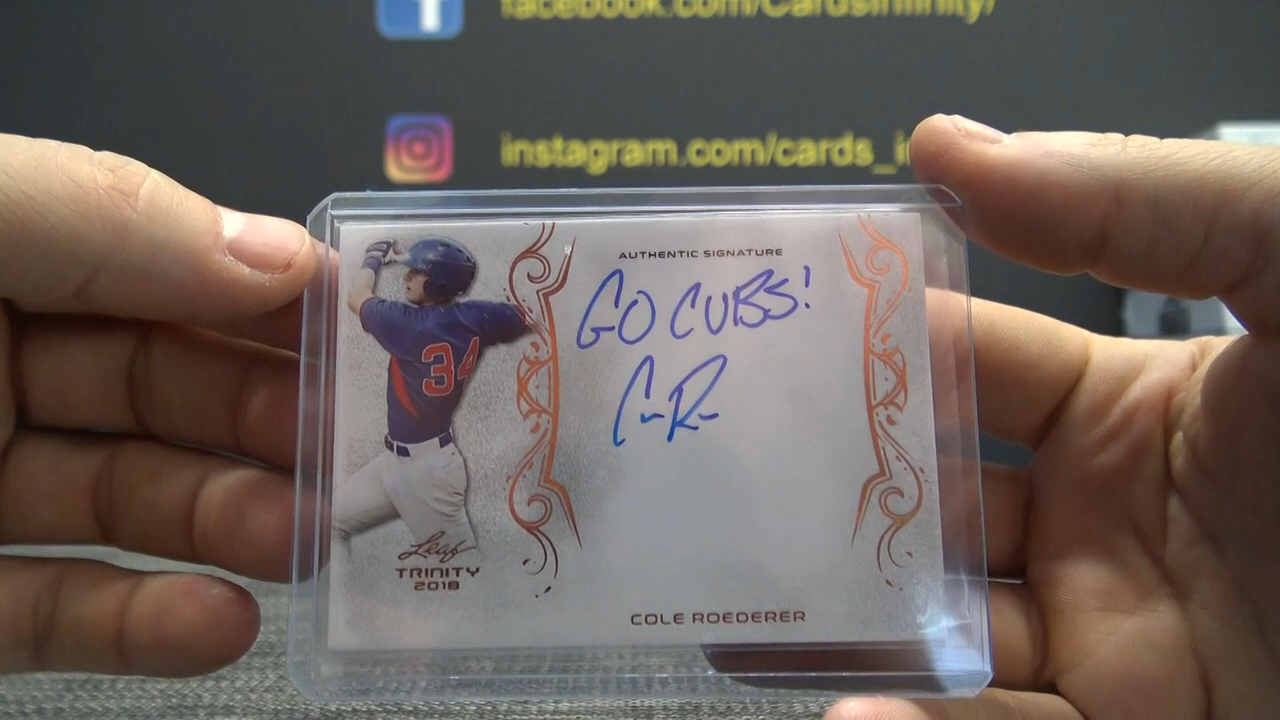 facebook.com/CardsInfinity/
instagram.com/cards_i
AUTHENTIC SIGNATURE
GO CUBS!
34
Leaf
TRINITY
2018
COLE ROEDERER